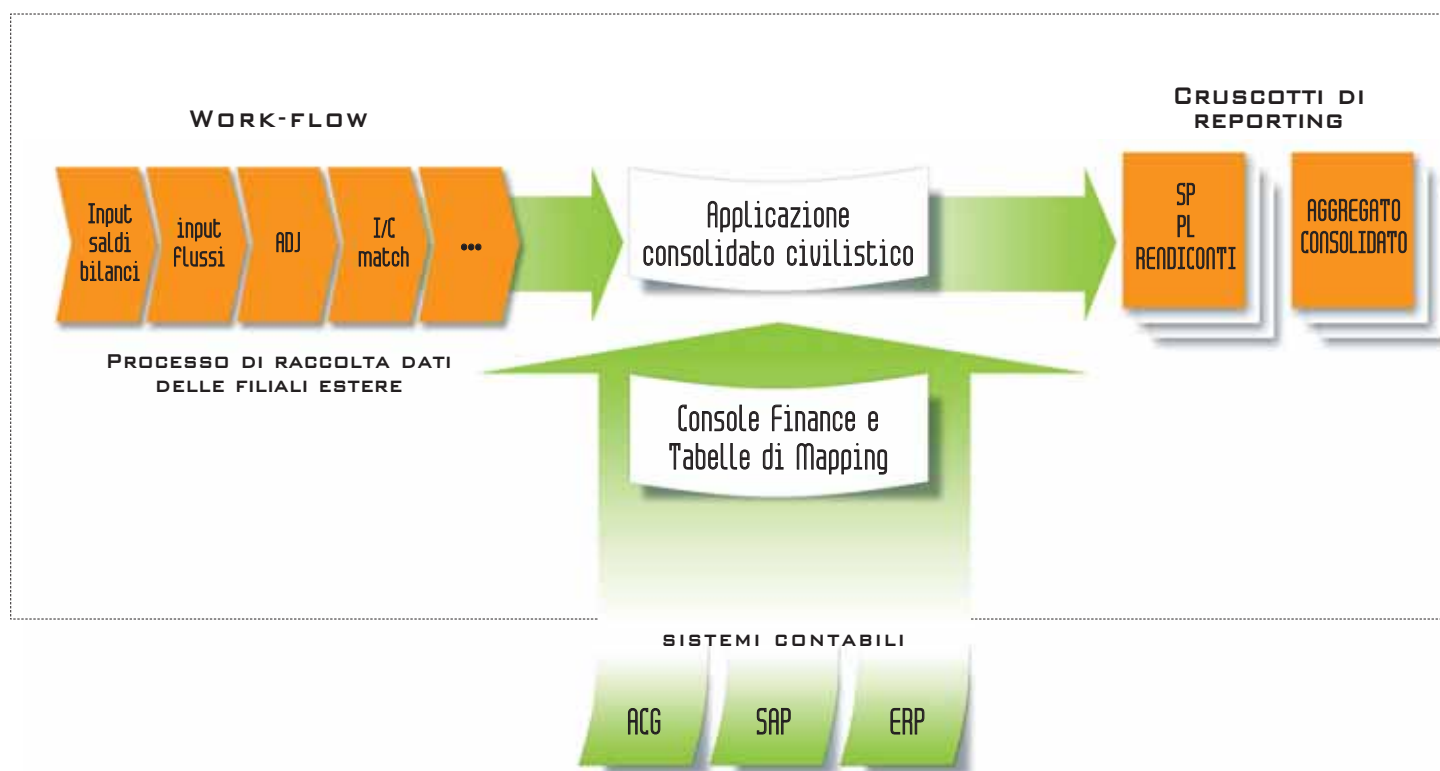 WORK-FLOW
Input
saldi
bilanci
input
flussi
ADJ
I/C
match
...
PROCESSO DI RACCOLTA DATI
DELLE FILIALI ESTERE
Applicazione
consolidato civilistico
Console Finance e
Tabelle di Mapping
CRUSCOTTI DI
REPORTING
SP
PL
RENDICONTI
AGGREGATO
CONSOLIDATO
SISTEMI CONTABILI
ACG
SAP
ERP